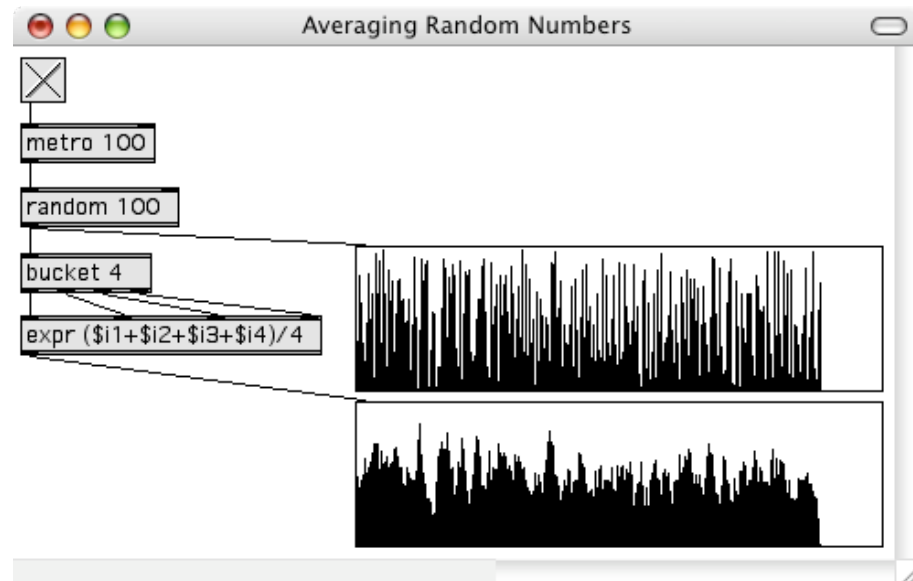 Averaging Random Numbers
metro 100
random 100
bucket 4
expr ($i1+$i2+$i3+$i4)/4